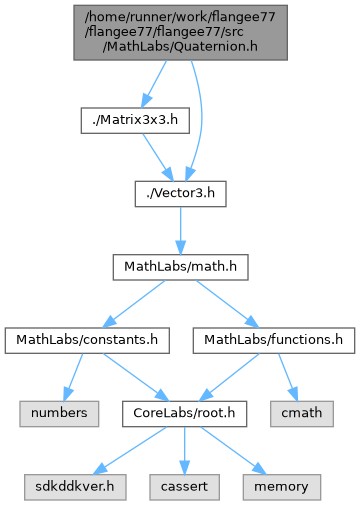 /home/runner/work/flangee77
/flangee77/flangee77/src
/MathLabs/Quaternion.h
./Matrix3x3.h
./Vector3.h
MathLabs/math.h
MathLabs/constants.h
MathLabs/functions.h
numbers
CoreLabs/root.h
cmath
sdkddkver.h
cassert
memory